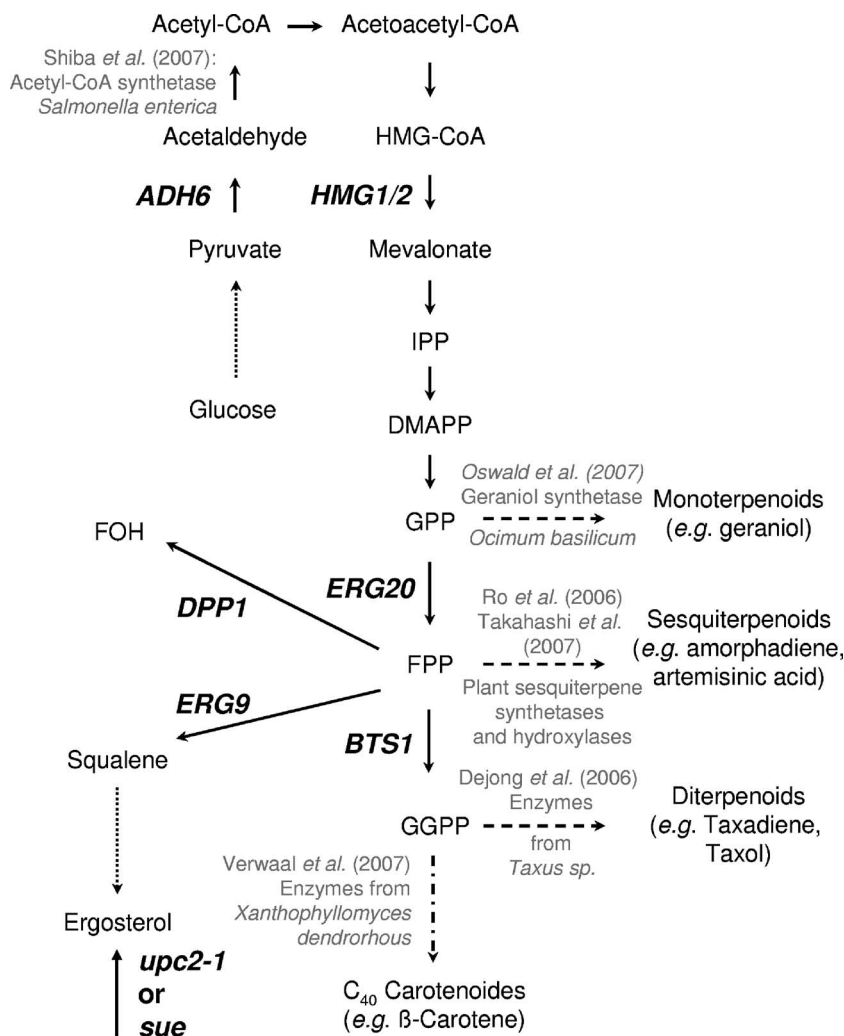 Acetyl-CoA
Acetoacetyl-CoA
Shiba et al. (2007):
Acetyl-CoA synthetase
Salmonella enterica
Acetaldehyde
HMG-CoA
ADH6
HMG1/2
Pyruvate
Mevalonate
IPP
Glucose
DMAPP
Oswald et al. (2007)
Geraniol synthetase
Ocimum basilicum
GPP
Monoterpenoids
(e.g. geraniol)
FOH
DPP1
ERG20
Ro et al. (2006)
Takahashi et al.
(2007)
FPP
Plant sesquiterpene
synthetases
and hydroxylases
Sesquiterpenoids
(e.g. amorphadiene,
artemisinic acid)
ERG9
BTS1
Squalene
Dejong et al. (2006)
Enzymes
from
Taxus sp.
GGPP
Diterpenoids
(e.g. Taxadiene,
Taxol)
Verwaal et al. (2007)
Enzymes from
Xanthophyllomyces
dendrorhous
Ergosterol
upc2-1
or
sue
C₄₀ Carotenoides
(e.g. ß-Carotene)